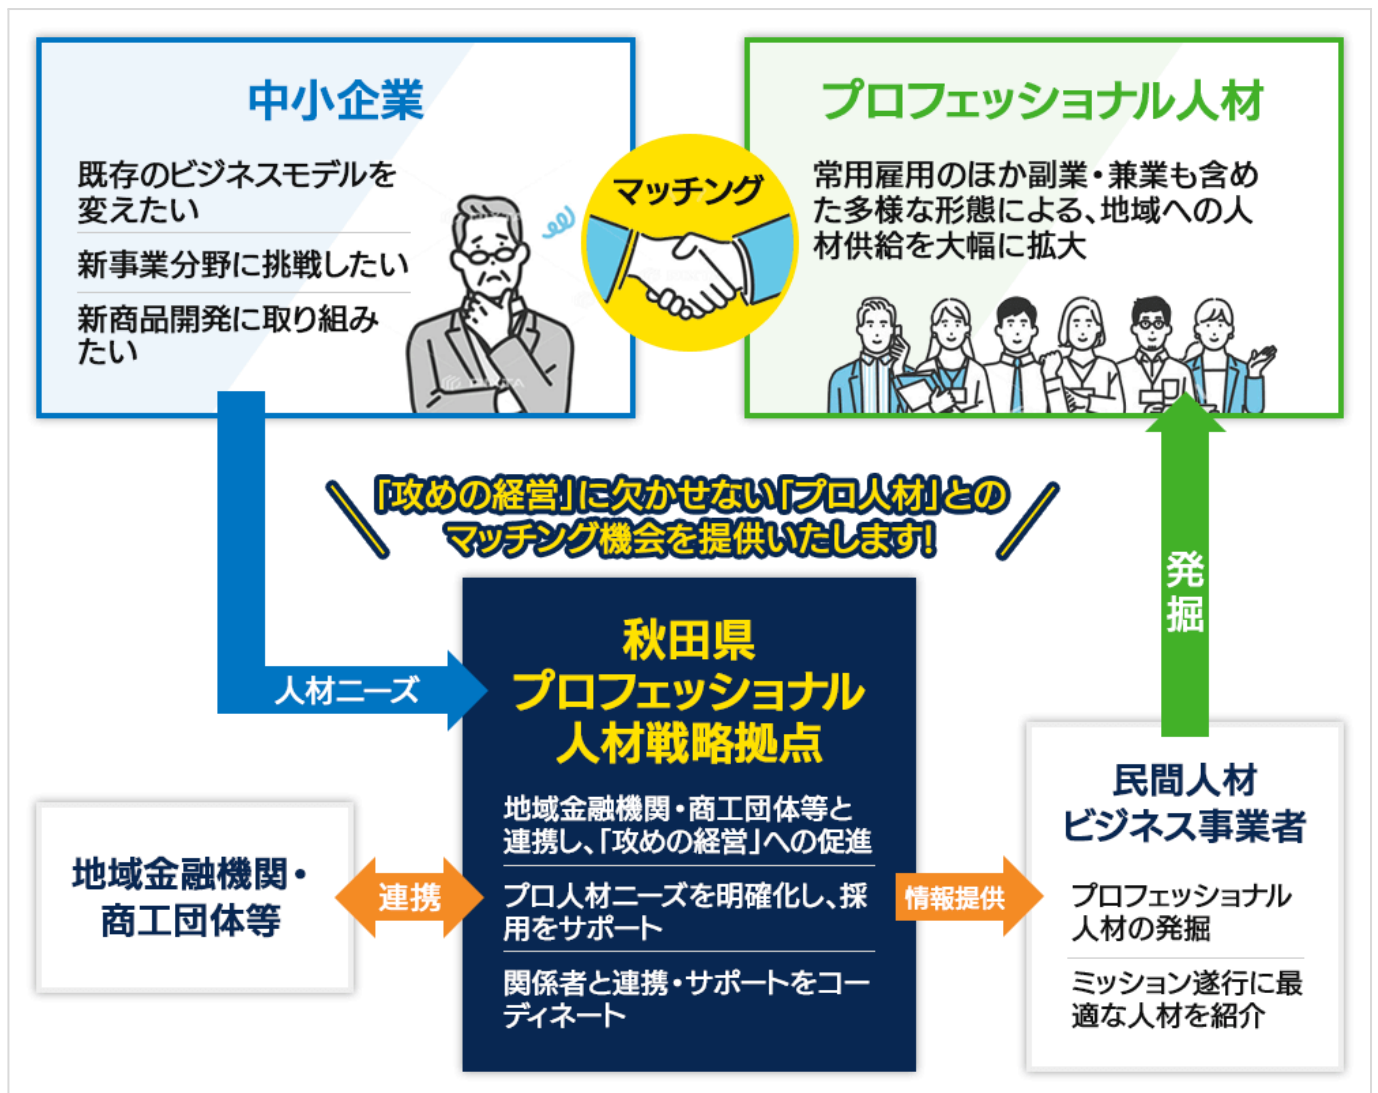 中小企業
既存のビジネスモデルを
変えたい
新事業分野に挑戦したい
新商品開発に取り組み
たい
マッチング
プロフェッショナル人材
常用雇用のほか副業・兼業も含め
た多様な形態による、地域への人
材供給を大幅に拡大
「攻めの経営」に欠かせない「プロ人材」との
マッチング機会を提供いたします!
人材ニーズ
発掘
秋田県
プロフェッショナル
人材戦略拠点
地域金融機関・商工団体等と
連携し、「攻めの経営」への促進
プロ人材ニーズを明確化し、採
用をサポート
関係者と連携・サポートをコー
ディネート
地域金融機関・
商工団体等
連携
情報提供
民間人材
ビジネス事業者
プロフェッショナル
人材の発掘
ミッション遂行に最
適な人材を紹介